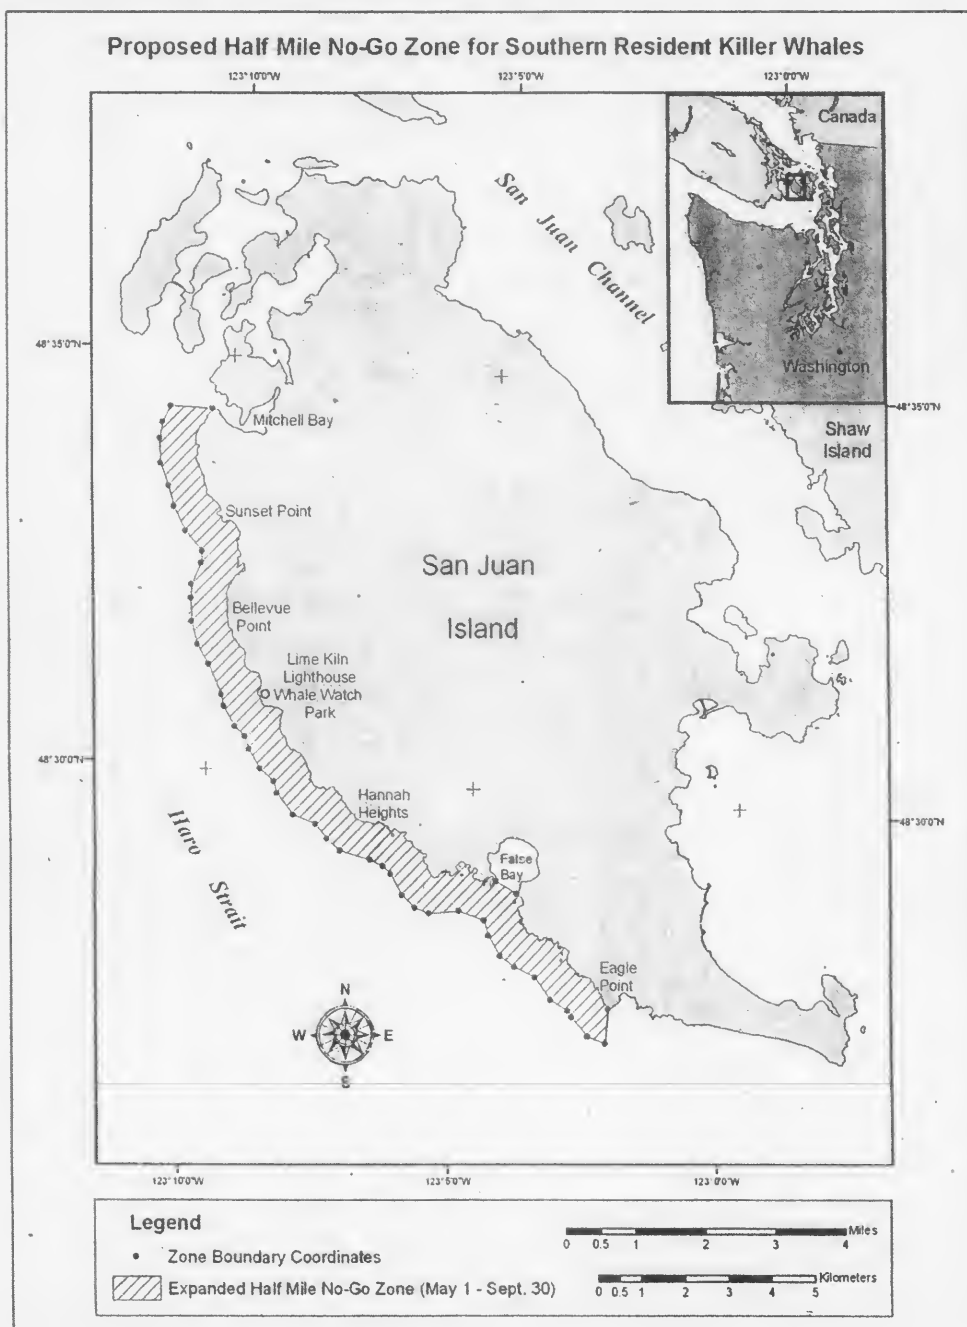 Proposed Half Mile No-Go Zone for Southern Resident Killer Whales
123°10'0"W
123°5'0"W
123°0'0"W
Canada
San Juan Channel
Washington
48°35'0"N
48°35'0"N
Mitchell Bay
Shaw
Island
Sunset Point
San Juan
Island
Bellevue
Point
Lime Kiln
Lighthouse
Whale Watch
Park
48°30'0"N
48°30'0"N
Hannah
Heights
Haro Strait
False
Bay
Eagle
Point
N
W
E
S
123°10'0"W
123°5'0"W
123°0'0"W
Legend
Zone Boundary Coordinates
Expanded Half Mile No-Go Zone (May 1 - Sept. 30)
Miles
0 0.5 1 2 3 4
Kilometers
0 0.5 1 2 3 4 5